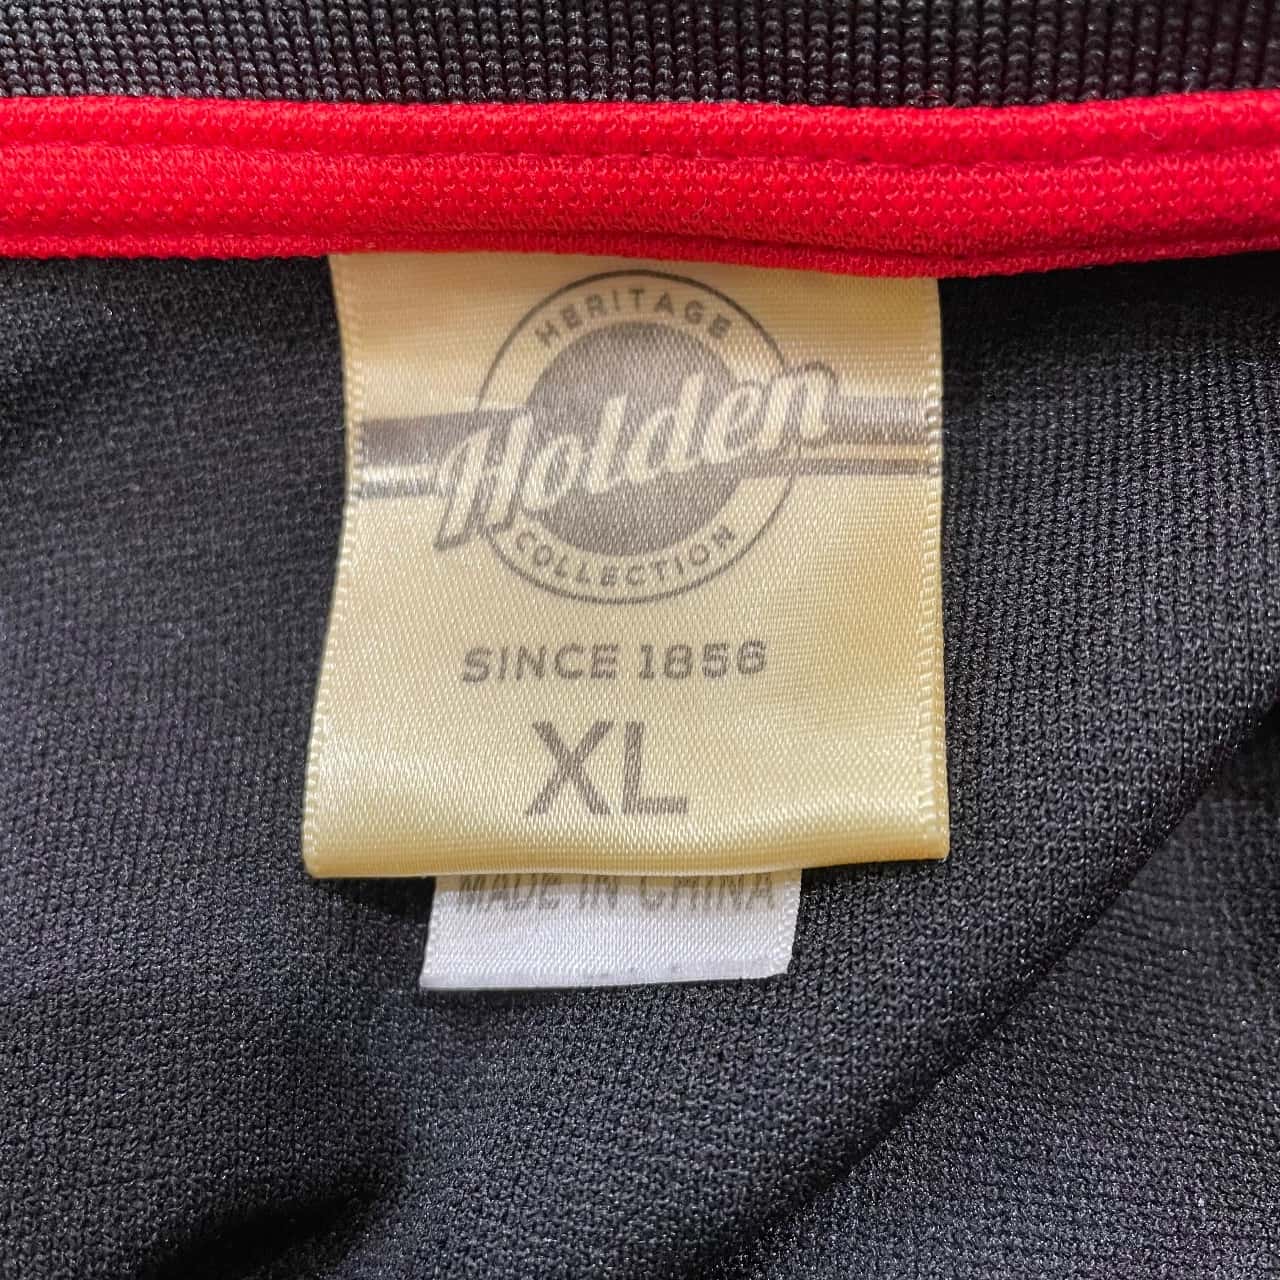 HERITAGE
Holden
COLLECTION
SINCE 1856
XL
MADE IN CHINA